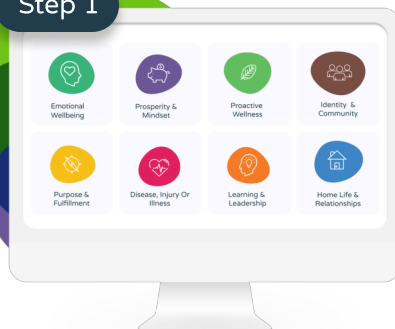 Step 1
Emotional
Wellbeing
Prosperity &
Mindset
Proactive
Wellness
Identity &
Community
Purpose &
Fulfillment
Disease, Injury Or
Illness
Learning &
Leadership
Home Life &
Relationships